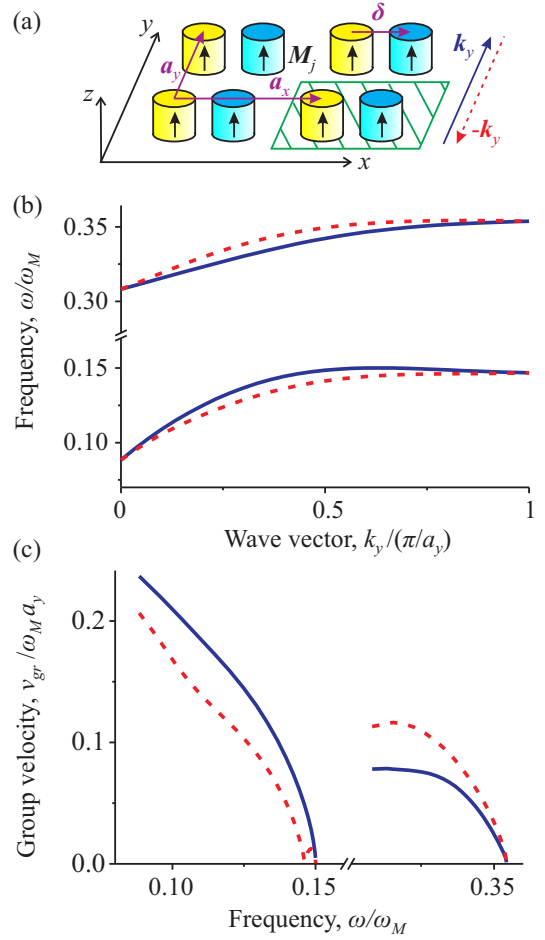 (a)
y
δ
M_j
k_y
a_y
a_x
z
-k_y
x
(b)
0.35
0.30
0.15
0.10
Frequency, ω/ω_M
0 0.5 1
Wave vector, k_y/(π/a_y)
(c)
0.2
0.1
0.0
Group velocity, v_gr/ω_M a_y
0.10 0.15 0.35
Frequency, ω/ω_M